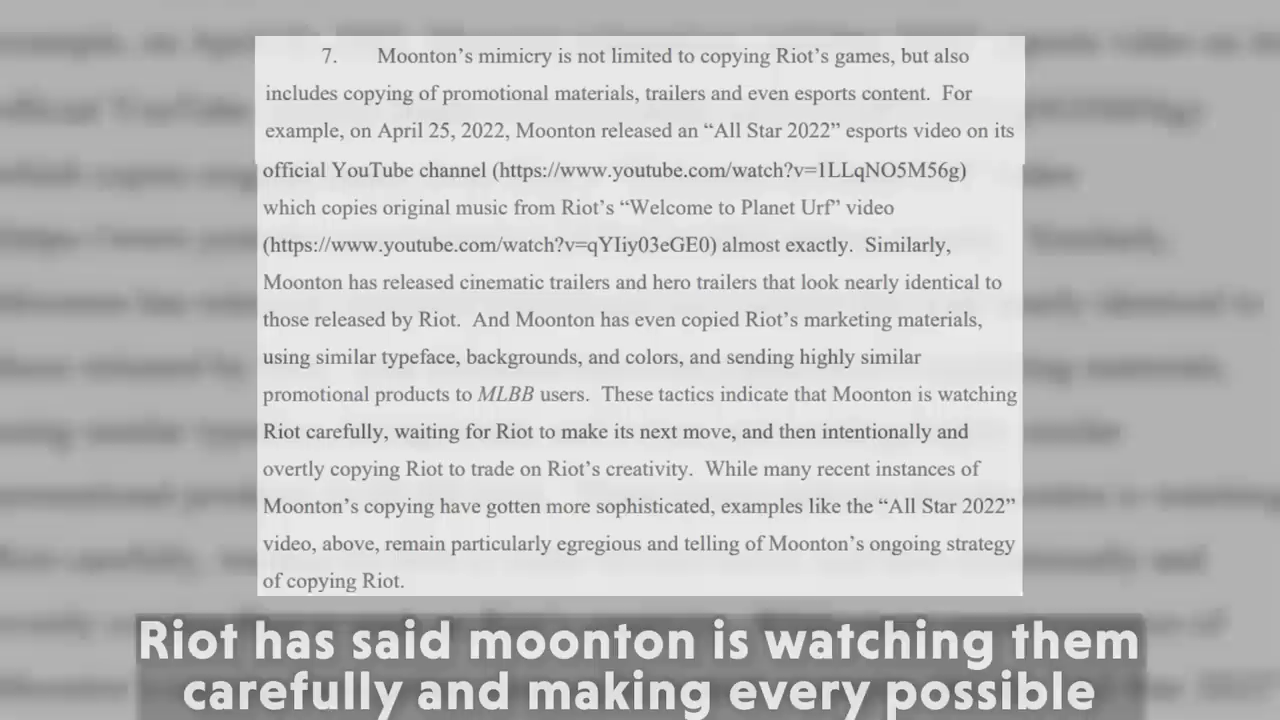 7. Moonton’s mimicry is not limited to copying Riot’s games, but also
includes copying of promotional materials, trailers and even esports content. For
example, on April 25, 2022, Moonton released an “All Star 2022” esports video on its
official YouTube channel (https://www.youtube.com/watch?v=1LLqNO5M56g)
which copies original music from Riot’s “Welcome to Planet Urf” video
(https://www.youtube.com/watch?v=qYIiy03eGE0) almost exactly. Similarly,
Moonton has released cinematic trailers and hero trailers that look nearly identical to
those released by Riot. And Moonton has even copied Riot’s marketing materials,
using similar typeface, backgrounds, and colors, and sending highly similar
promotional products to MLBB users. These tactics indicate that Moonton is watching
Riot carefully, waiting for Riot to make its next move, and then intentionally and
overtly copying Riot to trade on Riot’s creativity. While many recent instances of
Moonton’s copying have gotten more sophisticated, examples like the “All Star 2022”
video, above, remain particularly egregious and telling of Moonton’s ongoing strategy
of copying Riot.
Riot has said moonton is watching them
carefully and making every possible